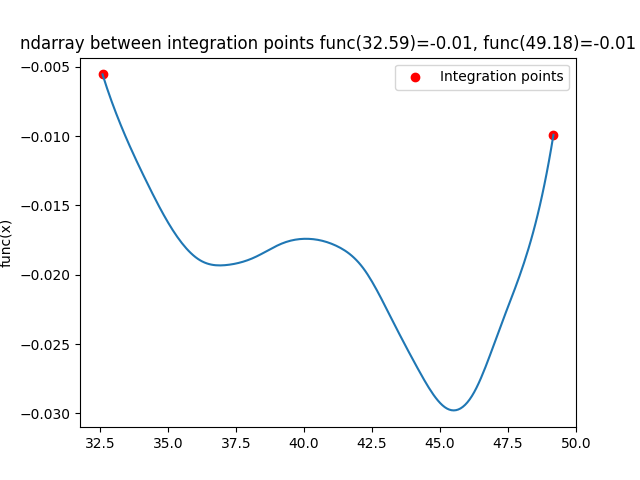 ndarray between integration points func(32.59)=-0.01, func(49.18)=-0.01
Integration points
func(x)
−0.005
−0.010
−0.015
−0.020
−0.025
−0.030
32.5 35.0 37.5 40.0 42.5 45.0 47.5 50.0